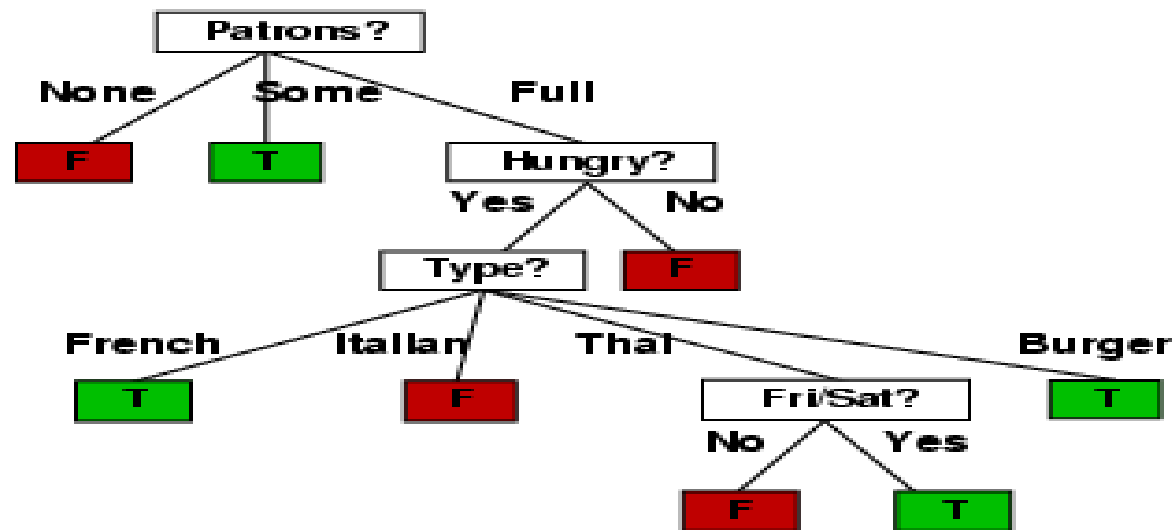 Patrons?
None Some Full
F T Hungry?
Yes No
Type? F
French Italian Thai Burger
T F Fri/Sat? T
No Yes
F T